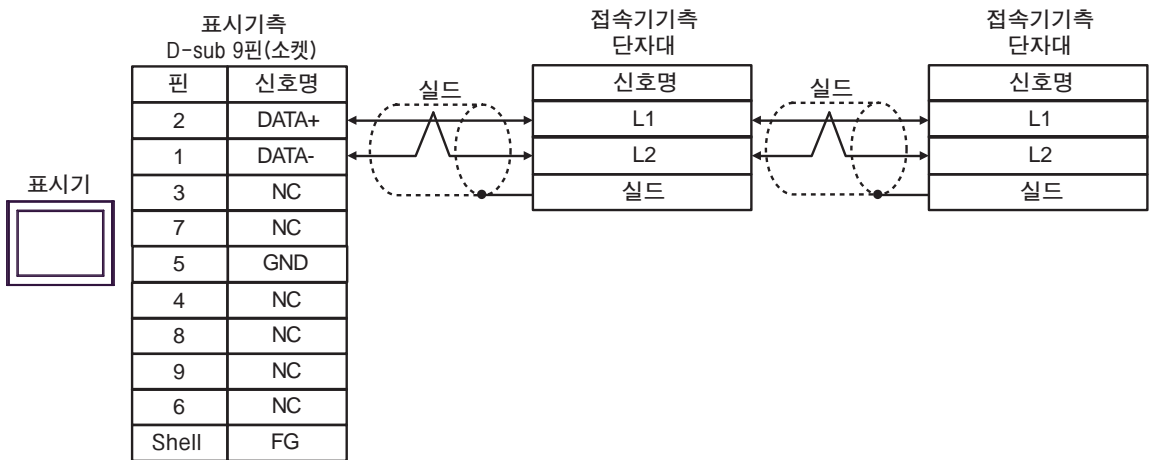 표시기측
D-sub 9핀(소켓)
접속기기측
단자대
접속기기측
단자대
핀 신호명
실드
신호명
실드
신호명
2 DATA+
L1
L1
1 DATA-
L2
L2
표시기
3 NC
실드
실드
7 NC
5 GND
4 NC
8 NC
9 NC
6 NC
Shell FG